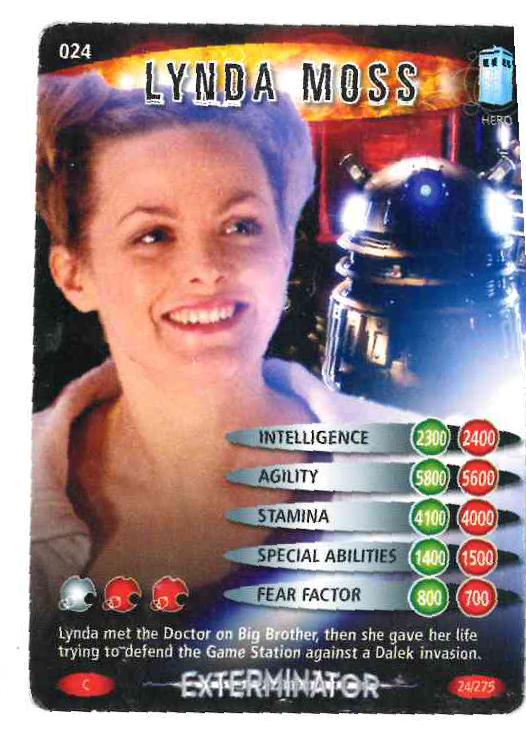 024
LYNDA MOSS
HERO
INTELLIGENCE 2300 2400
AGILITY 5800 5600
STAMINA 4100 4000
SPECIAL ABILITIES 1400 1500
FEAR FACTOR 800 700
Lynda met the Doctor on Big Brother, then she gave her life
trying to defend the Game Station against a Dalek invasion.
C EXTERMINATOR 24/275